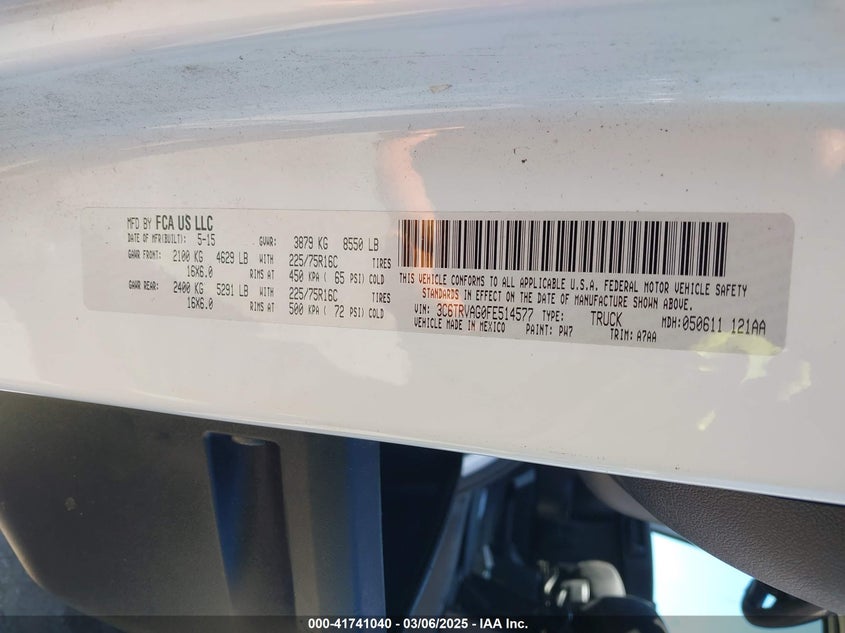 MFD BY FCA US LLC
DATE OF MFR(BUILT): 5-15 GVWR: 3879 KG 8550 LB
GAWR FRONT: 2100 KG 4629 LB WITH 225/75R16C TIRES
16X6.0 RIMS AT 450 KPA ( 65 PSI) COLD
GAWR REAR: 2400 KG 5291 LB WITH 225/75R16C TIRES
16X6.0 RIMS AT 500 KPA ( 72 PSI) COLD
THIS VEHICLE CONFORMS TO ALL APPLICABLE U.S.A. FEDERAL MOTOR VEHICLE SAFETY
STANDARDS IN EFFECT ON THE DATE OF MANUFACTURE SHOWN ABOVE.
VIN: 3C6TRVAG0FE514577 TYPE: TRUCK MDH:050611 121AA
VEHICLE MADE IN MEXICO PAINT: PW7 TRIM: A7AA
000-41741040 - 03/06/2025 - IAA Inc.